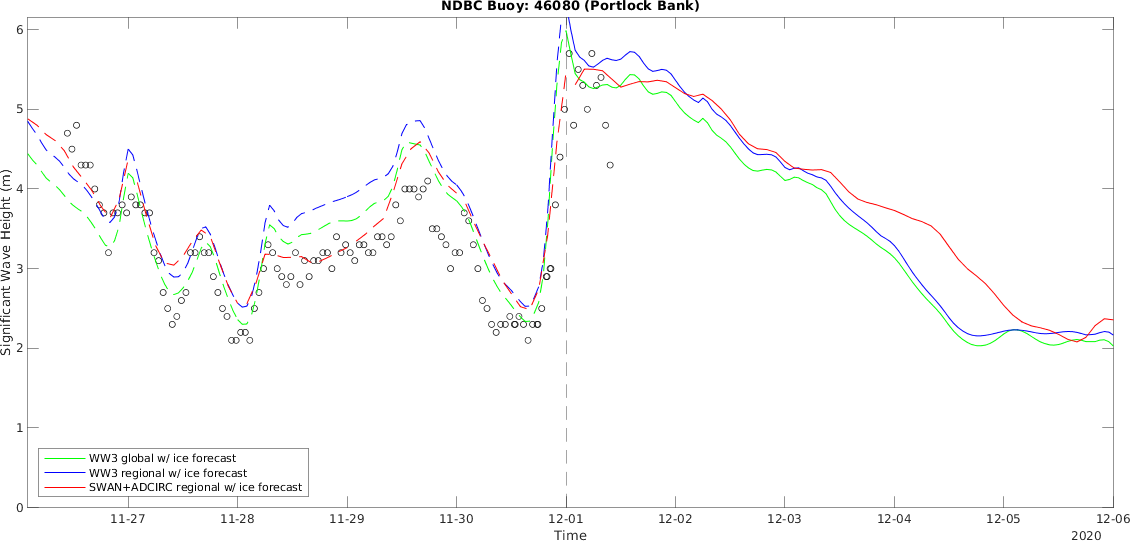 NDBC Buoy: 46080 (Portlock Bank)
6
5
4
3
2
1
0
Significant Wave Height (m)
WW3 global w/ ice forecast
WW3 regional w/ ice forecast
SWAN+ADCIRC regional w/ ice forecast
11-27 11-28 11-29 11-30 12-01 12-02 12-03 12-04 12-05 12-06
Time
2020